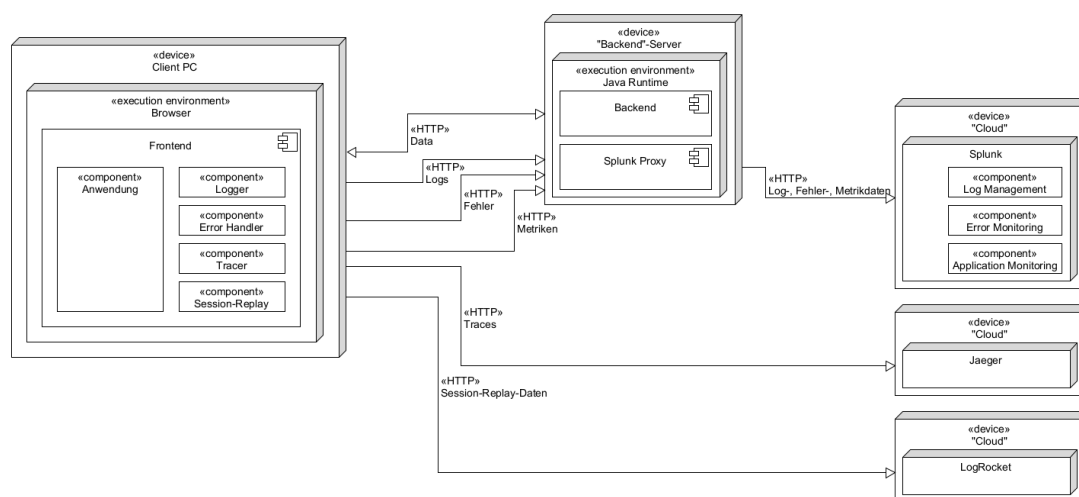 «device»
Client PC
«execution environment»
Browser
Frontend
«component»
Anwendung
«component»
Logger
«component»
Error Handler
«component»
Tracer
«component»
Session-Replay
«HTTP»
Data
«HTTP»
Logs
«HTTP»
Fehler
«HTTP»
Metriken
«HTTP»
Traces
«HTTP»
Session-Replay-Daten
«device»
"Backend"-Server
«execution environment»
Java Runtime
Backend
Splunk Proxy
«HTTP»
Log-, Fehler-, Metrikdaten
«device»
"Cloud"
Splunk
«component»
Log Management
«component»
Error Monitoring
«component»
Application Monitoring
«device»
"Cloud"
Jaeger
«device»
"Cloud"
LogRocket